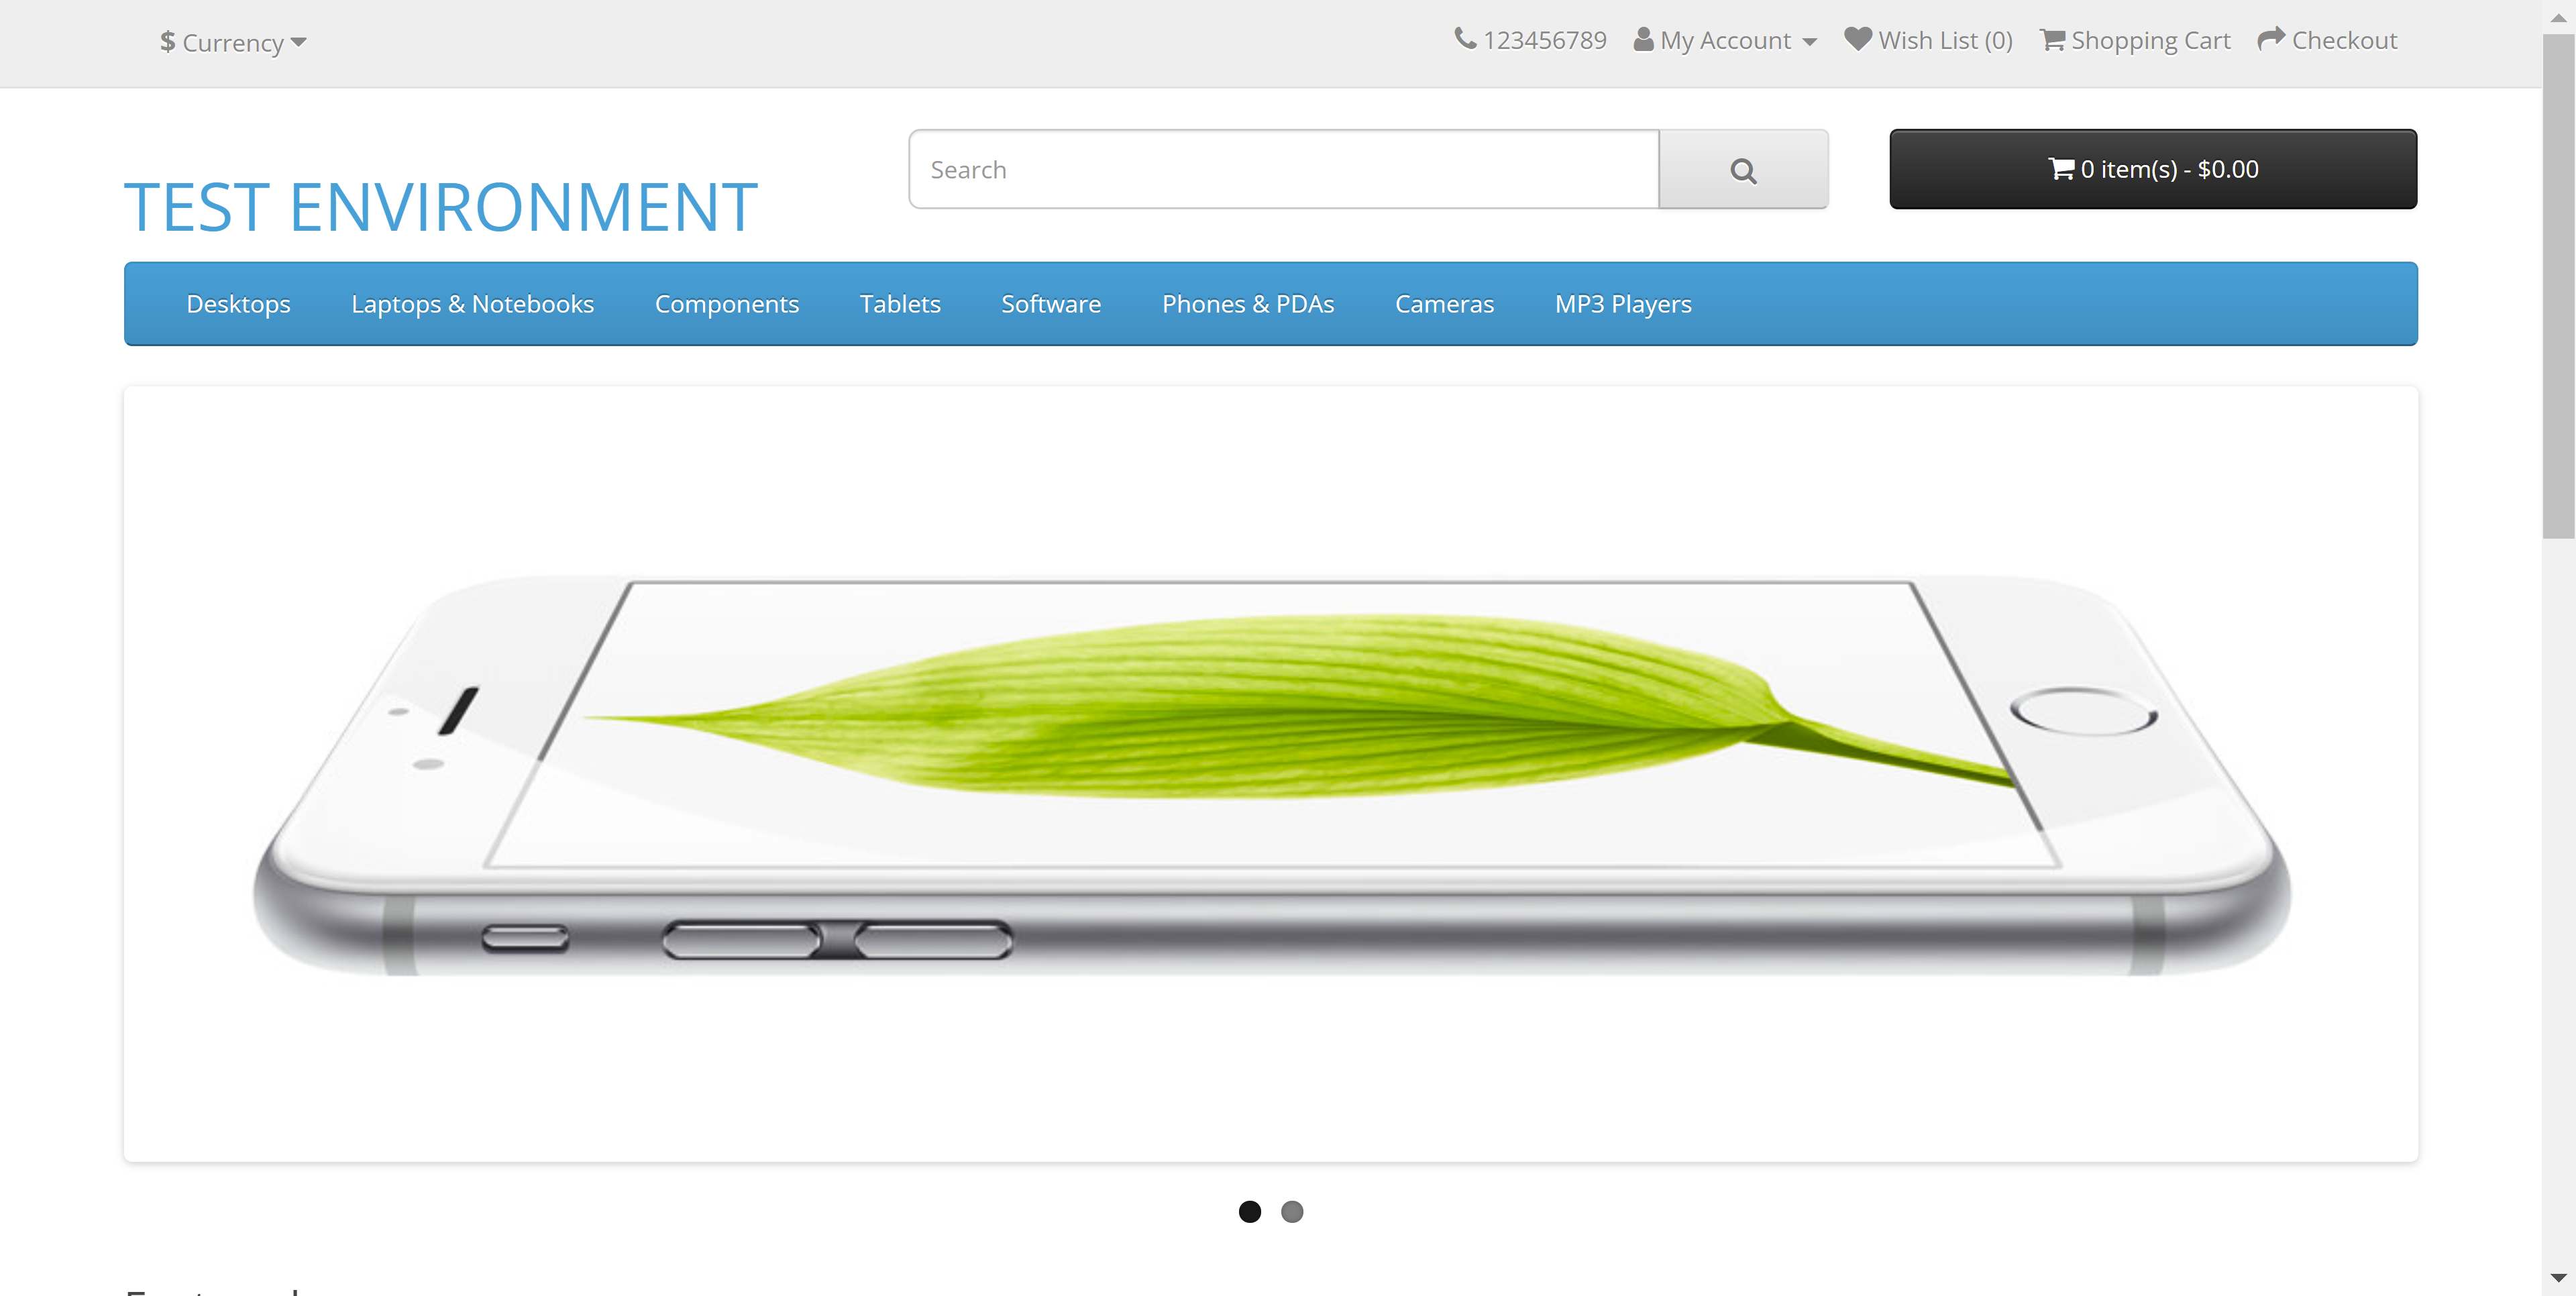 $ Currency
123456789 My Account Wish List (0) Shopping Cart Checkout
TEST ENVIRONMENT
Search
0 item(s) - $0.00
Desktops Laptops & Notebooks Components Tablets Software Phones & PDAs Cameras MP3 Players